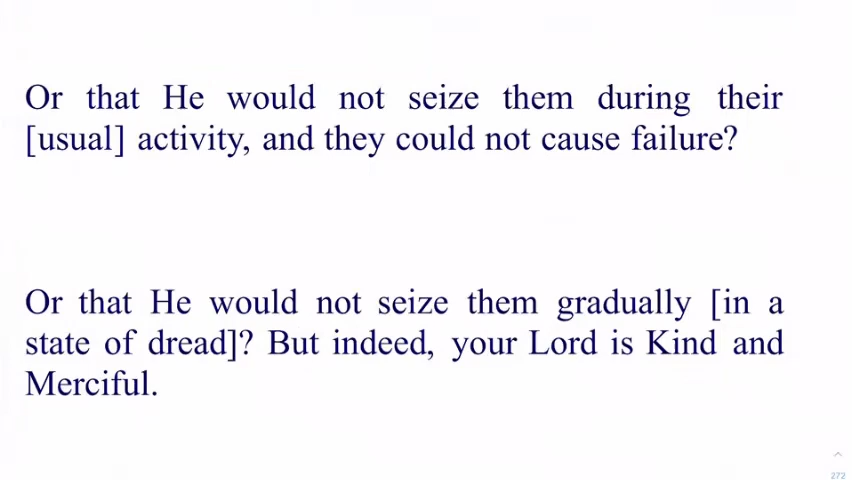 Or that He would not seize them during their
[usual] activity, and they could not cause failure?
Or that He would not seize them gradually [in a
state of dread]? But indeed, your Lord is Kind and
Merciful.
272